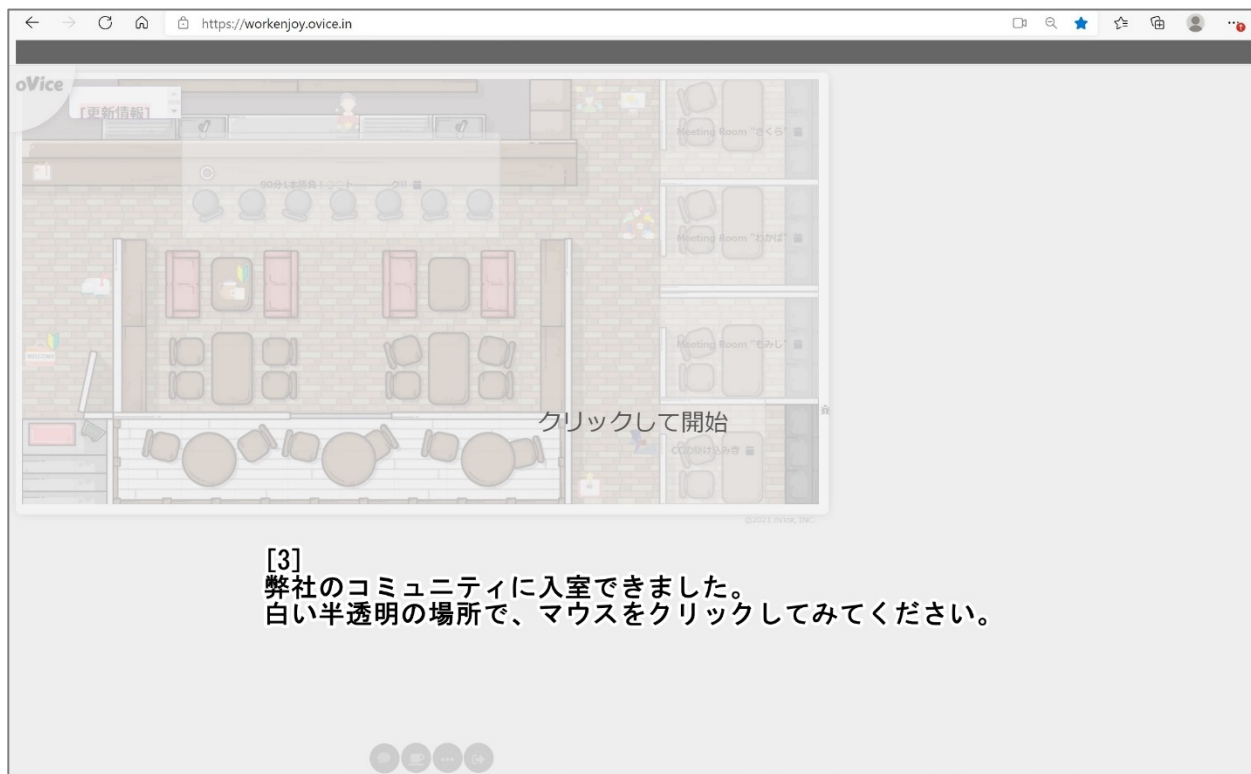 https://workenjoy.ovice.in
oVice
[更新情報]
Meeting Room "さくら"
Meeting Room "わかば"
Meeting Room "もみじ"
クリックして開始
[3]
弊社のコミュニティに入室できました。
白い半透明の場所で、マウスをクリックしてみてください。